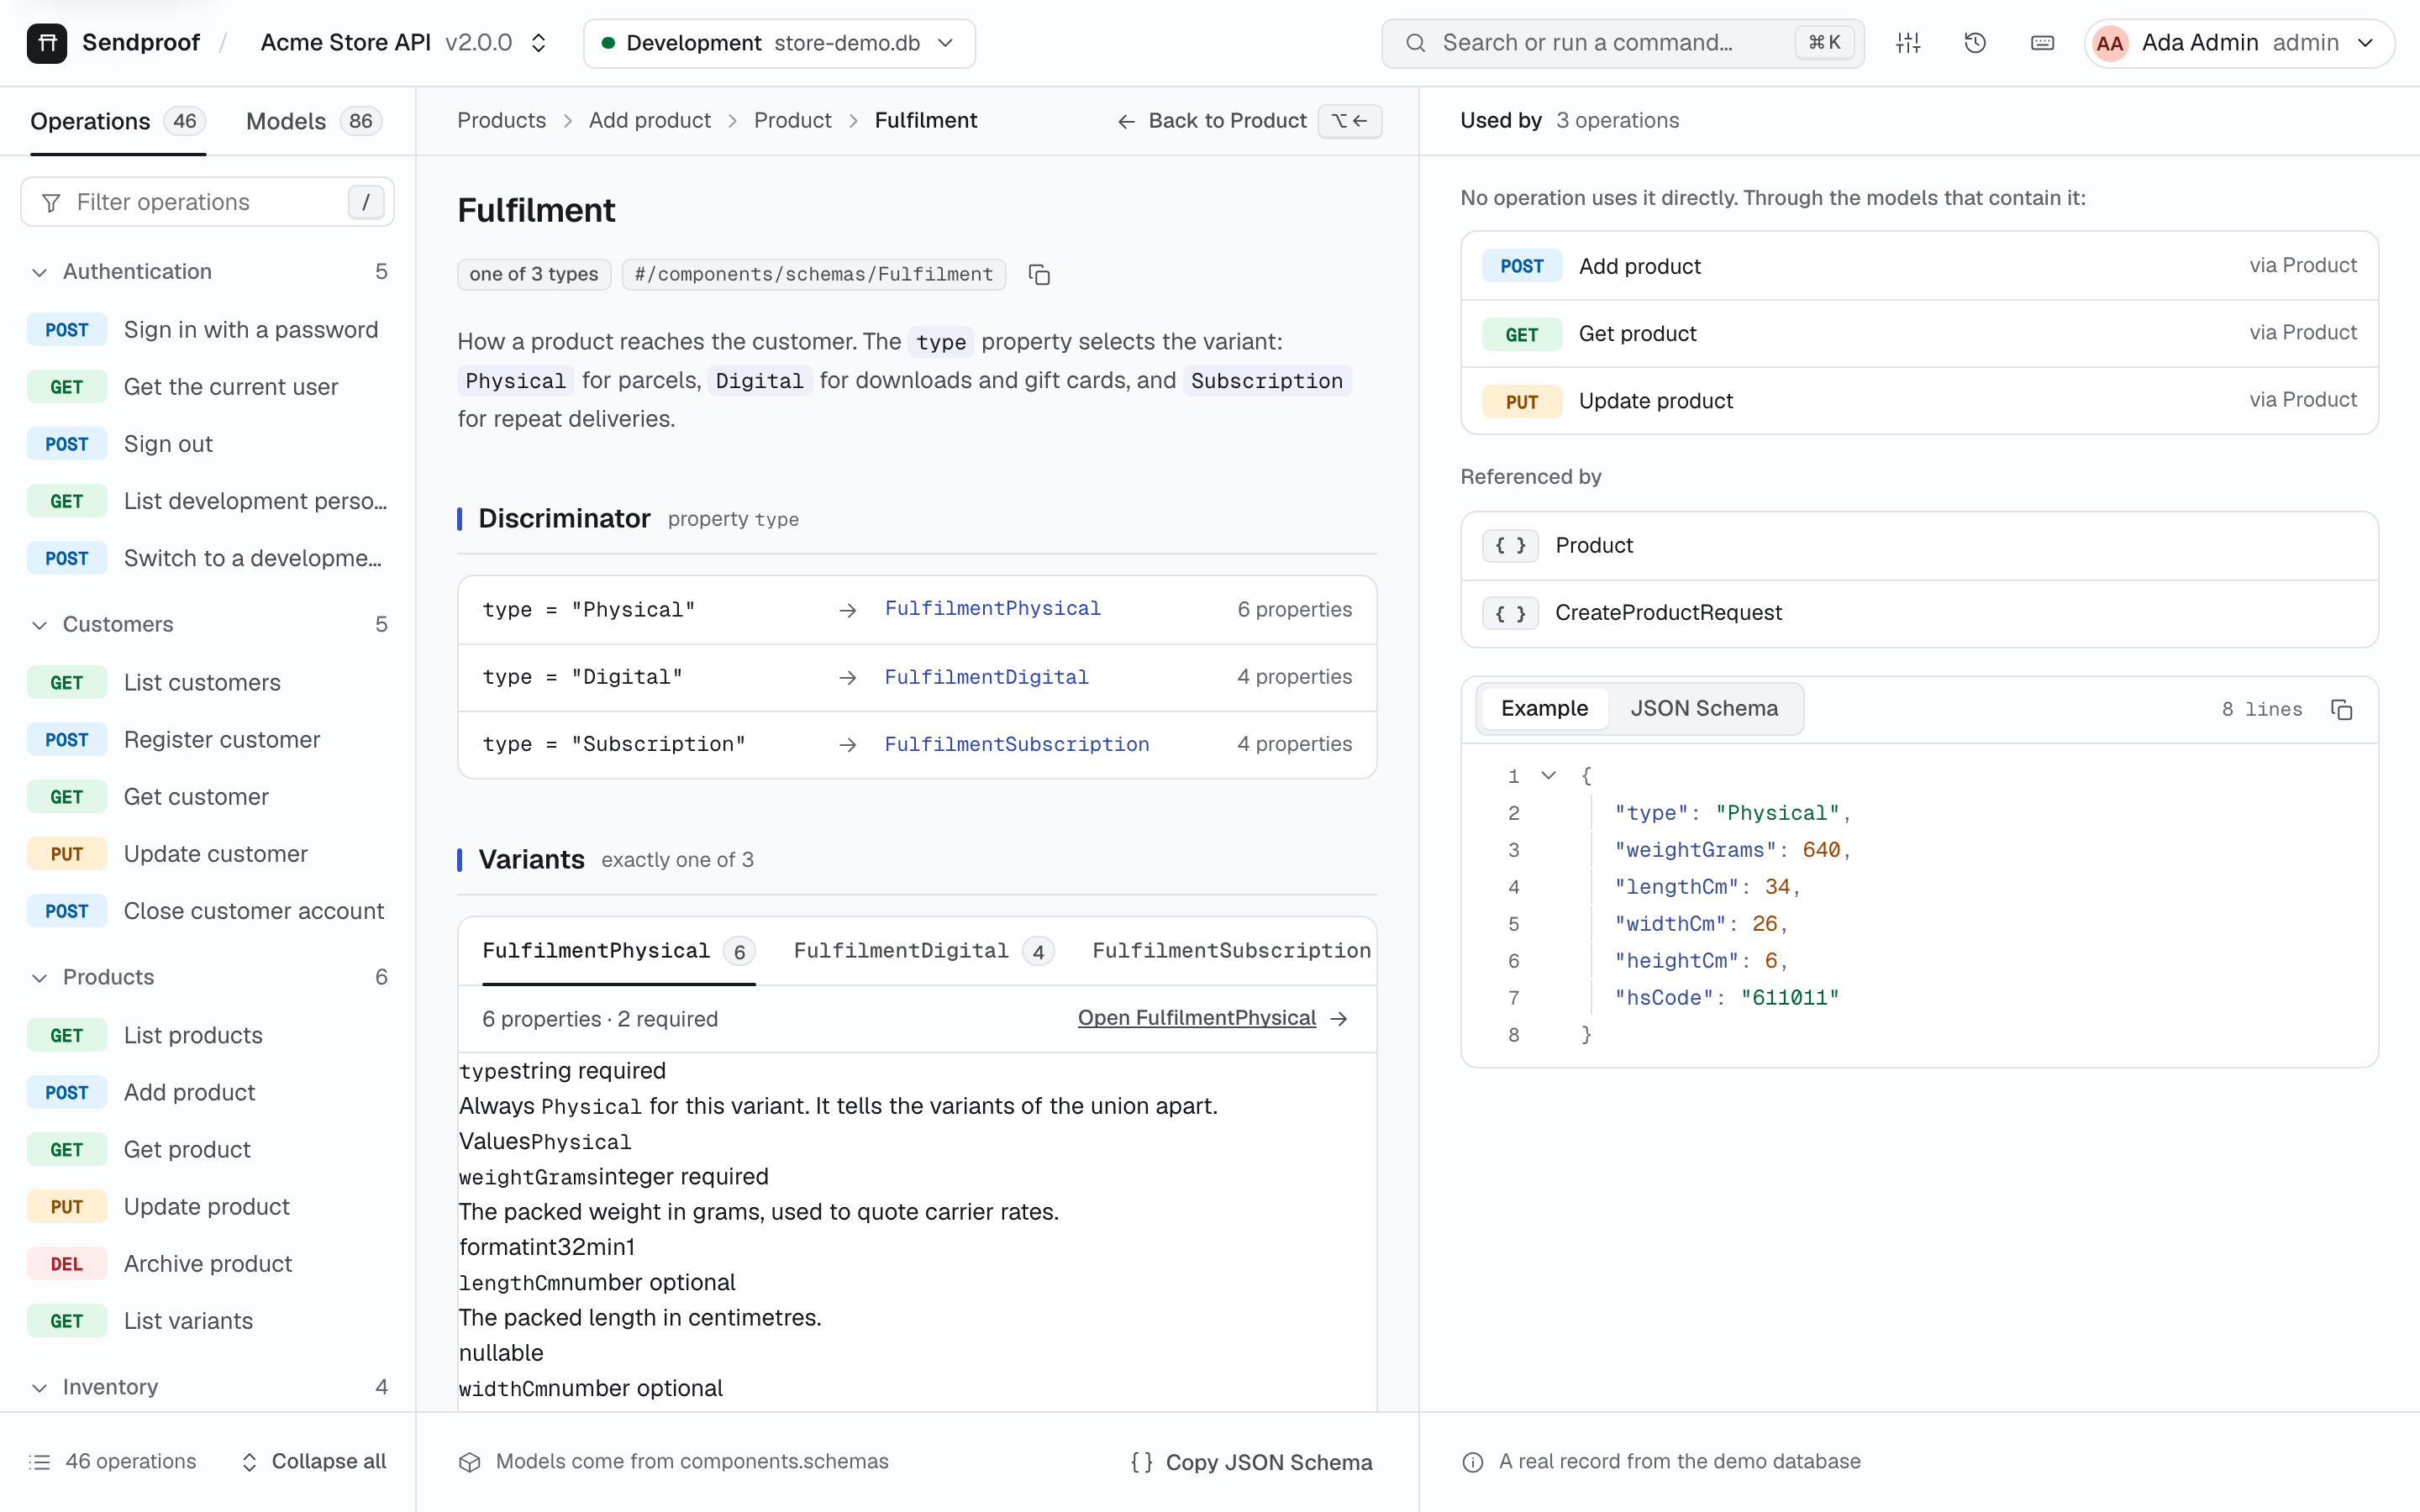 Sendproof / Acme Store API v2.0.0
Development store-demo.db
Search or run a command... ⌘K
AA Ada Admin admin
Operations 46 Models 86
Filter operations /
Authentication 5
POST Sign in with a password
GET Get the current user
POST Sign out
GET List development perso...
POST Switch to a developme...
Customers 5
GET List customers
POST Register customer
GET Get customer
PUT Update customer
POST Close customer account
Products 6
GET List products
POST Add product
GET Get product
PUT Update product
DEL Archive product
GET List variants
Inventory 4
46 operations Collapse all
Products > Add product > Product > Fulfilment
← Back to Product ⌥←
Fulfilment
one of 3 types #/components/schemas/Fulfilment
How a product reaches the customer. The type property selects the variant:
Physical for parcels, Digital for downloads and gift cards, and Subscription
for repeat deliveries.
Discriminator property type
type = "Physical" → FulfilmentPhysical 6 properties
type = "Digital" → FulfilmentDigital 4 properties
type = "Subscription" → FulfilmentSubscription 4 properties
Variants exactly one of 3
FulfilmentPhysical 6 FulfilmentDigital 4 FulfilmentSubscription
6 properties · 2 required Open FulfilmentPhysical →
typestring required
Always Physical for this variant. It tells the variants of the union apart.
ValuesPhysical
weightGramsinteger required
The packed weight in grams, used to quote carrier rates.
formatint32min1
lengthCmnumber optional
The packed length in centimetres.
nullable
widthCmnumber optional
Models come from components.schemas
{} Copy JSON Schema
Used by 3 operations
No operation uses it directly. Through the models that contain it:
POST Add product via Product
GET Get product via Product
PUT Update product via Product
Referenced by
{ } Product
{ } CreateProductRequest
Example JSON Schema 8 lines
1 {
2 "type": "Physical",
3 "weightGrams": 640,
4 "lengthCm": 34,
5 "widthCm": 26,
6 "heightCm": 6,
7 "hsCode": "611011"
8 }
A real record from the demo database